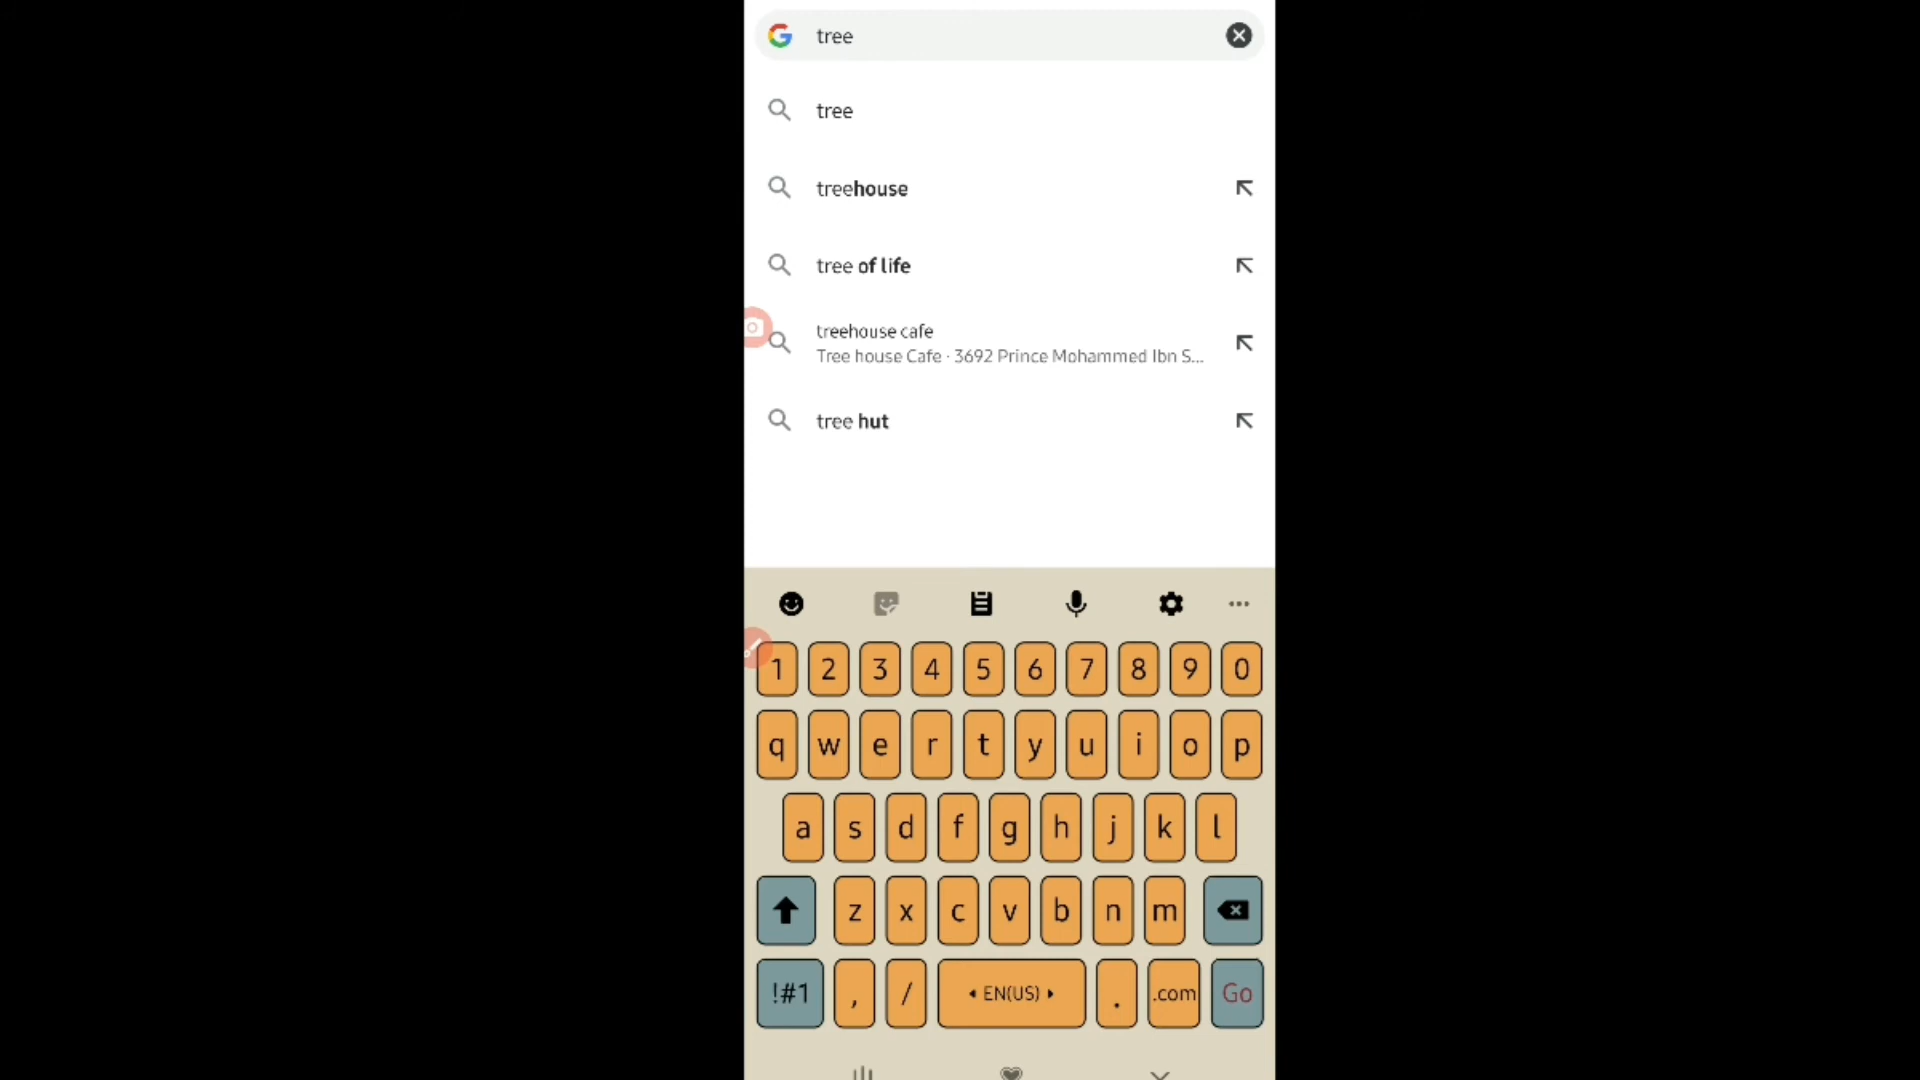 tree
tree
treehouse
tree of life
treehouse cafe
Tree house Cafe · 3692 Prince Mohammed Ibn S...
tree hut
1 2 3 4 5 6 7 8 9 0
q w e r t y u i o p
a s d f g h j k l
z x c v b n m
!#1 , / EN(US) . .com Go